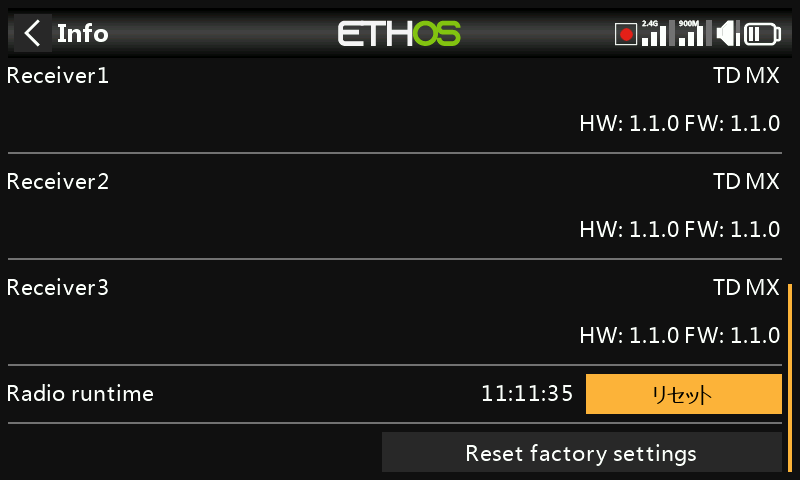 Info
ETHOS
2.4G
900M
Receiver1
TD MX
HW: 1.1.0 FW: 1.1.0
Receiver2
TD MX
HW: 1.1.0 FW: 1.1.0
Receiver3
TD MX
HW: 1.1.0 FW: 1.1.0
Radio runtime
11:11:35
リセット
Reset factory settings